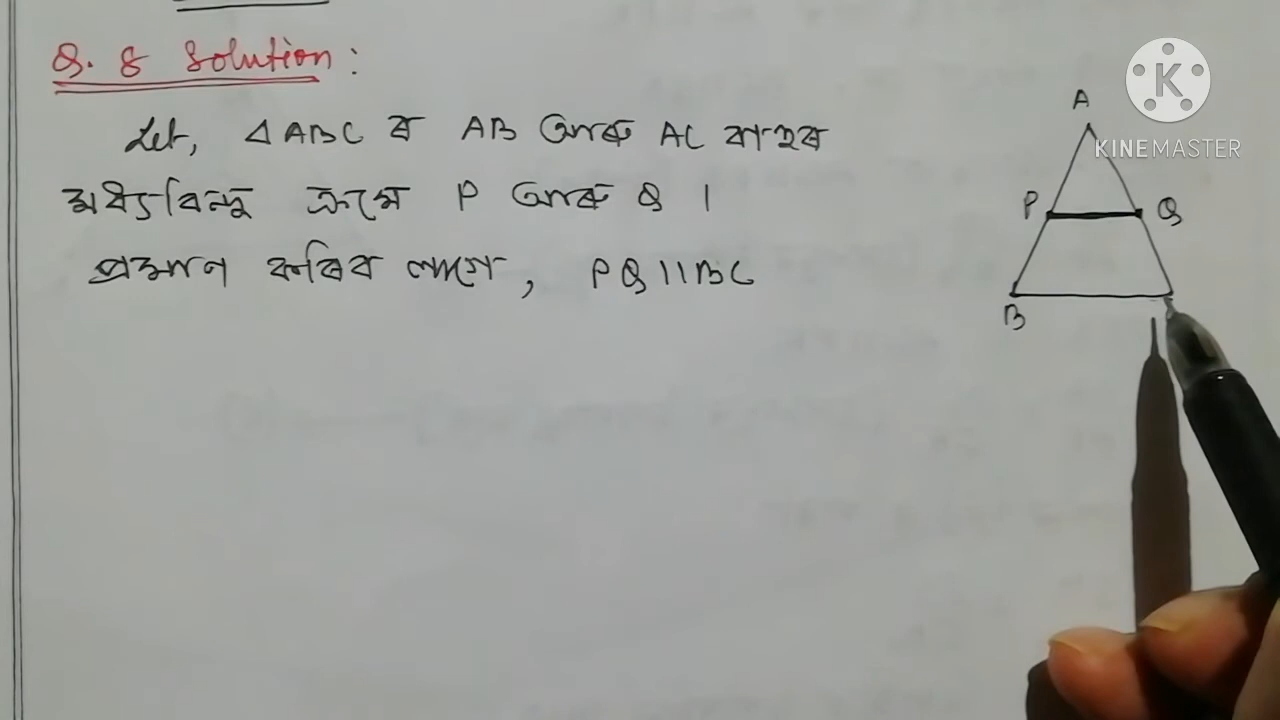 Q. 8 Solution :
Let, △ABC ৰ AB আৰু AC বাহুৰ
মধ্যবিন্দু ক্ৰমে P আৰু Q ।
প্ৰমাণ কৰিব লাগে, PQ||BC
A
K
KINEMASTER
P
Q
B